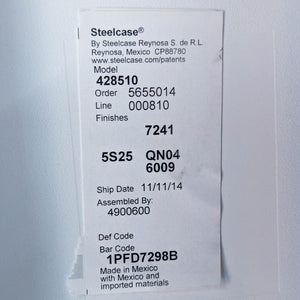 Steelcase®
By Steelcase Reynosa S. de R.L.
Reynosa, Mexico CP88780
www.steelcase.com/patents
Model
428510
Order 5655014
Line 000810
Finishes
7241
5S25 QN04
6009
Ship Date 11/11/14
Assembled By:
4900600
Def Code
Bar Code
1PFD7298B
Made in Mexico
with Mexico and
imported materials